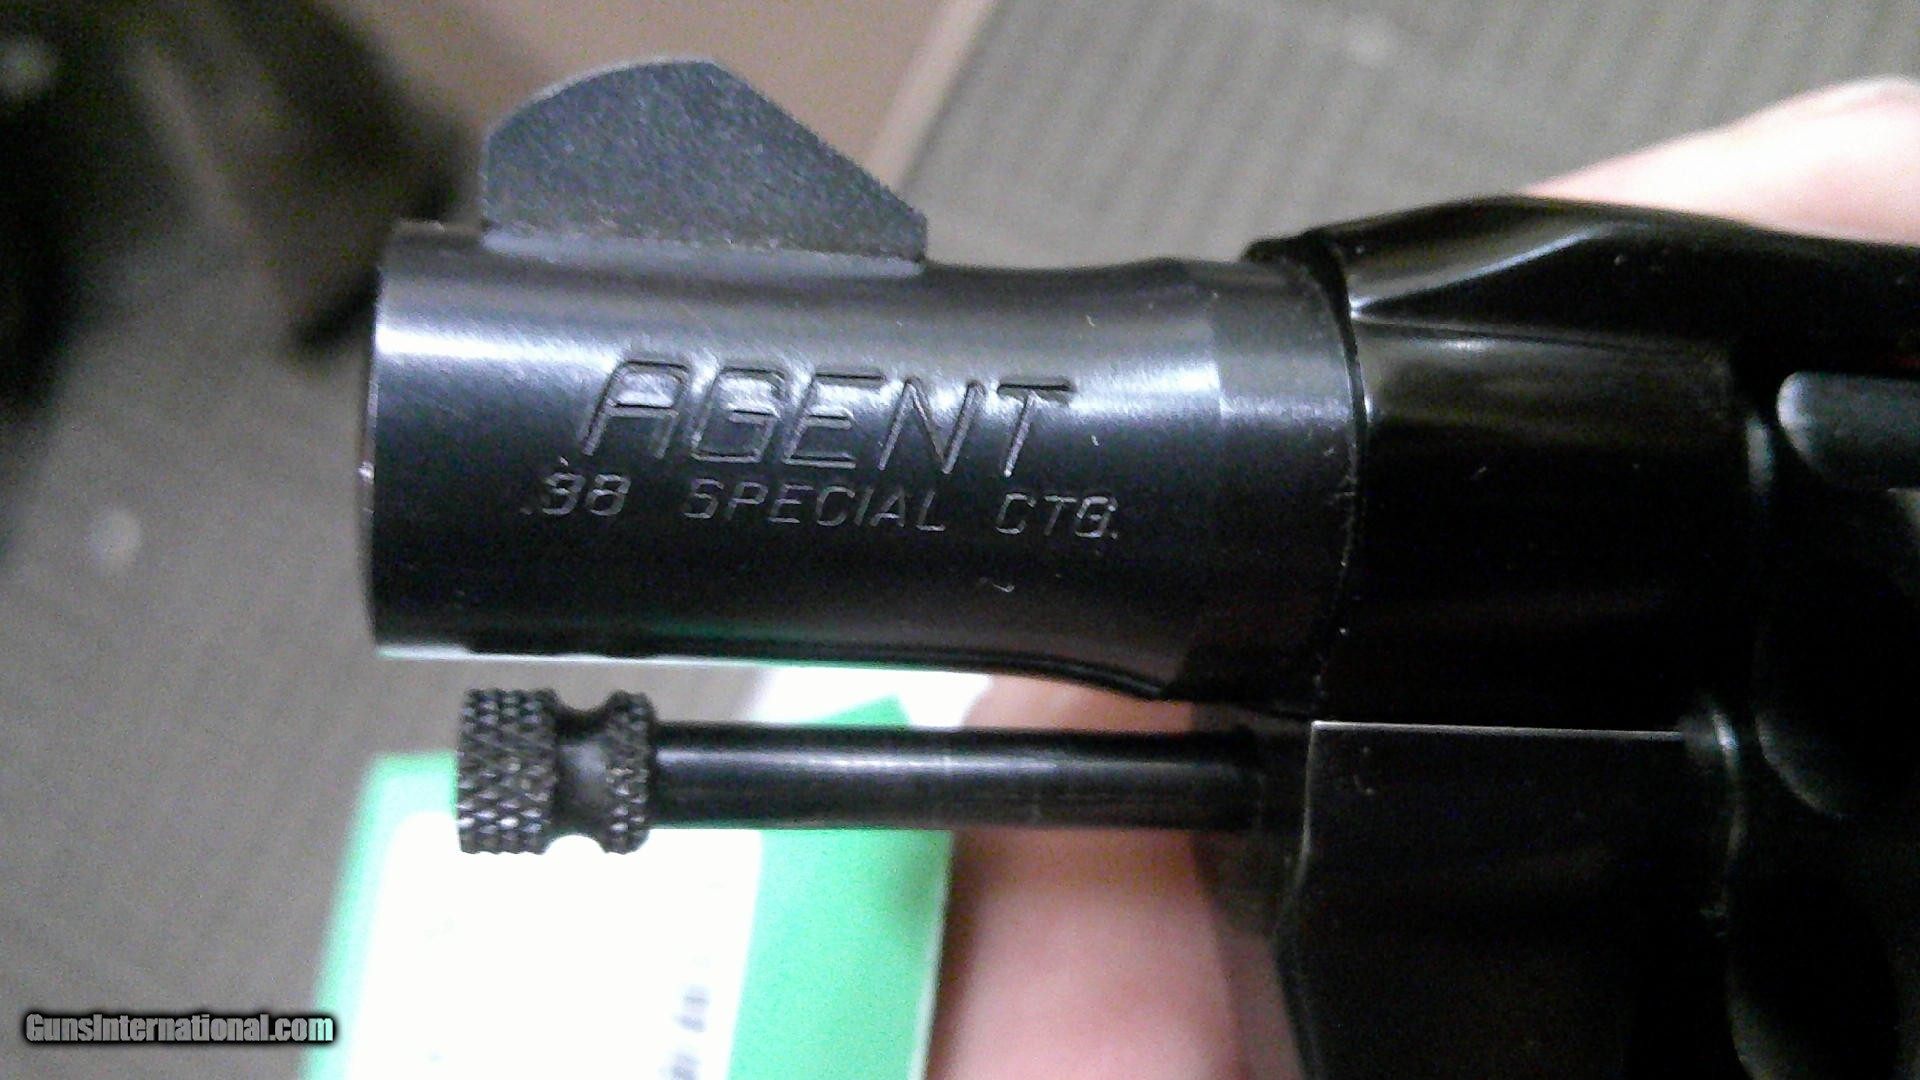 AGENT
.38 SPECIAL CTG.
GunsInternational.com